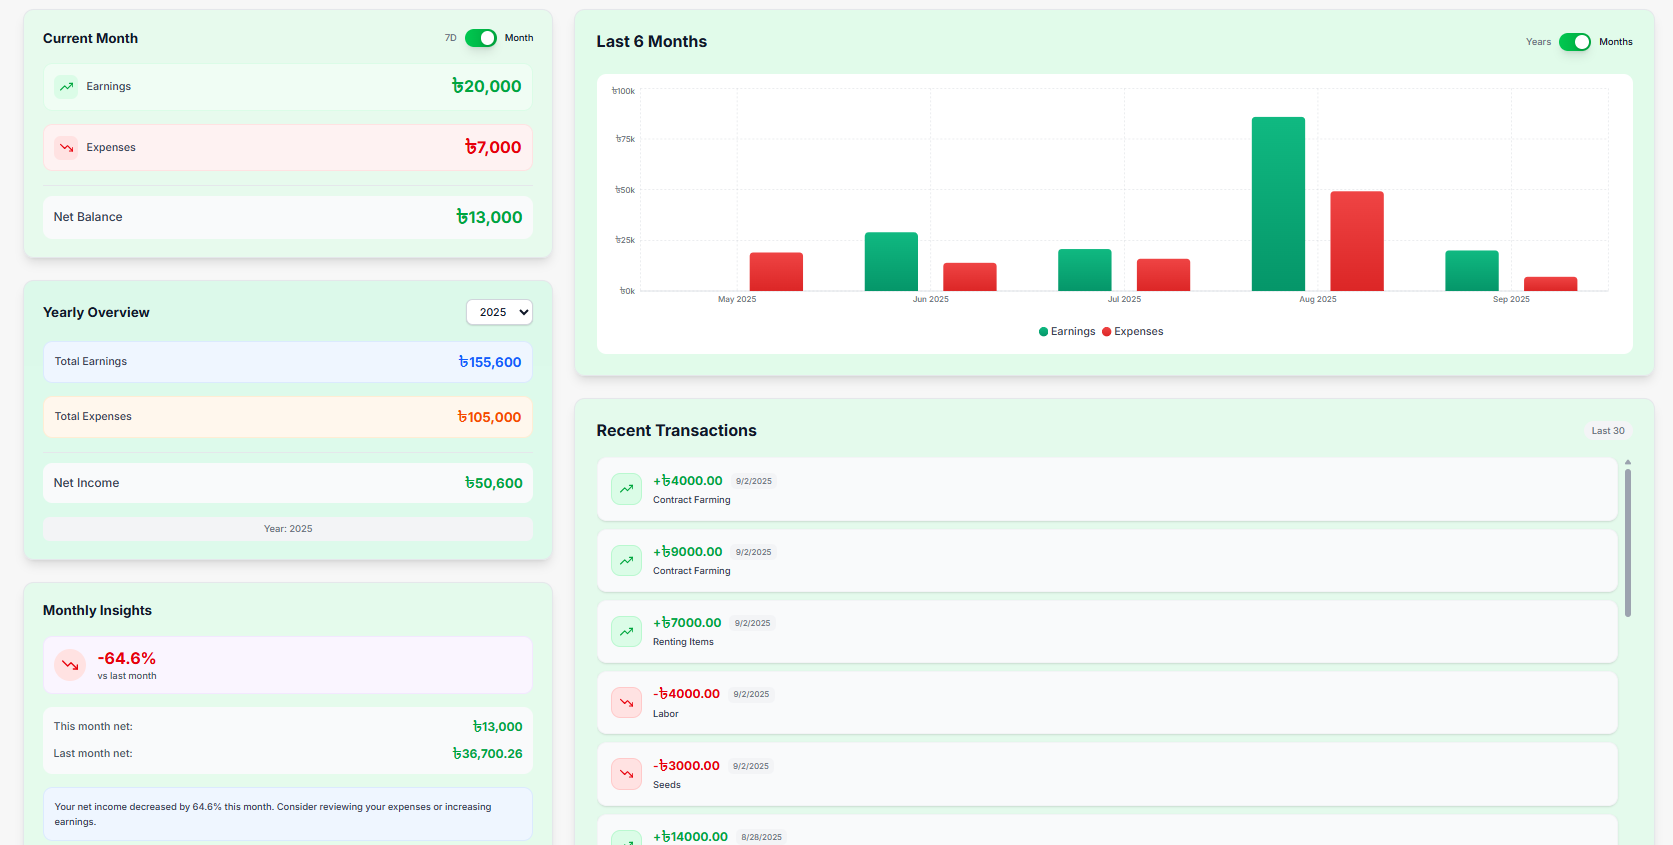 Current Month
7D Month
Earnings ৳20,000
Expenses ৳7,000
Net Balance ৳13,000
Yearly Overview 2025
Total Earnings ৳155,600
Total Expenses ৳105,000
Net Income ৳50,600
Year: 2025
Monthly Insights
-64.6%
vs last month
This month net: ৳13,000
Last month net: ৳36,700.26
Your net income decreased by 64.6% this month. Consider reviewing your expenses or increasing
earnings.
Last 6 Months
Years Months
৳100k
৳75k
৳50k
৳25k
৳0k
May 2025 Jun 2025 Jul 2025 Aug 2025 Sep 2025
Earnings Expenses
Recent Transactions
Last 30
+৳4000.00 9/2/2025
Contract Farming
+৳9000.00 9/2/2025
Contract Farming
+৳7000.00 9/2/2025
Renting Items
-৳4000.00 9/2/2025
Labor
-৳3000.00 9/2/2025
Seeds
+৳14000.00 8/28/2025